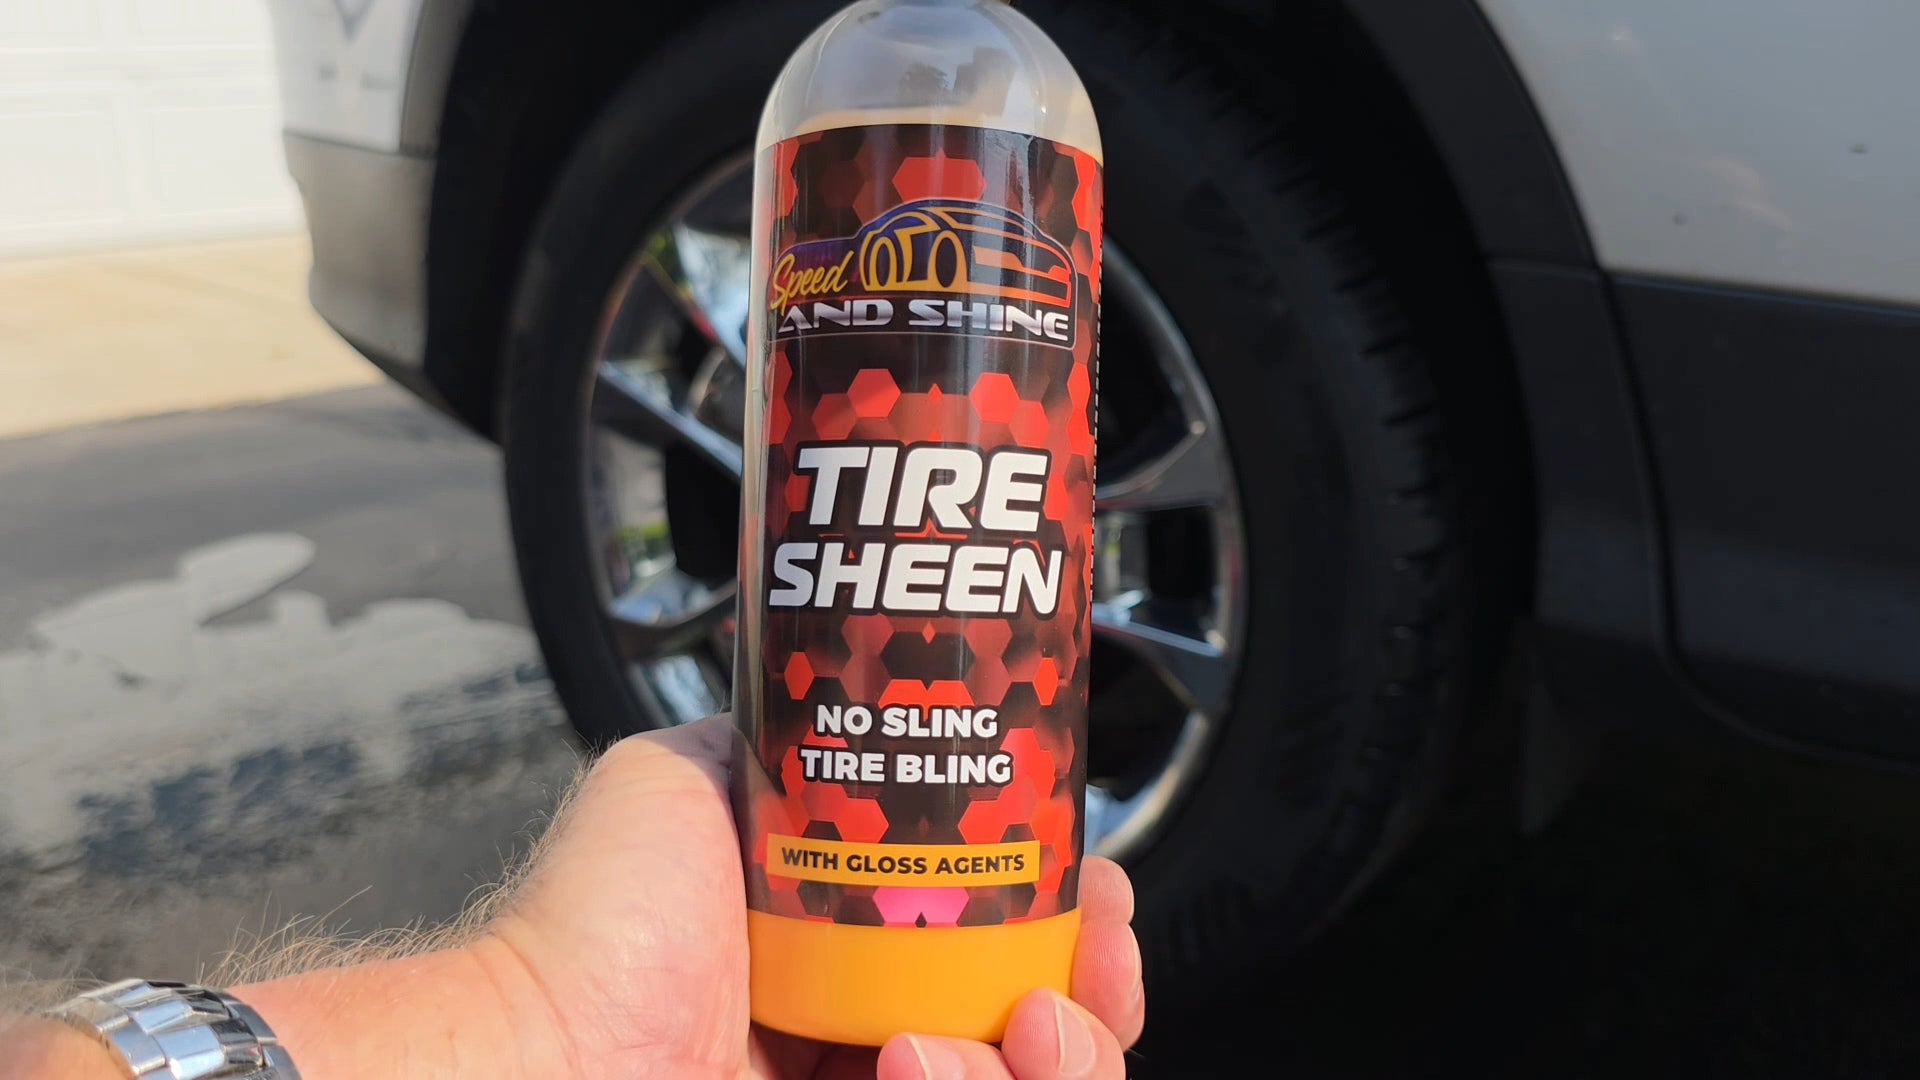 Speed
AND SHINE
TIRE
SHEEN
NO SLING
TIRE BLING
WITH GLOSS AGENTS